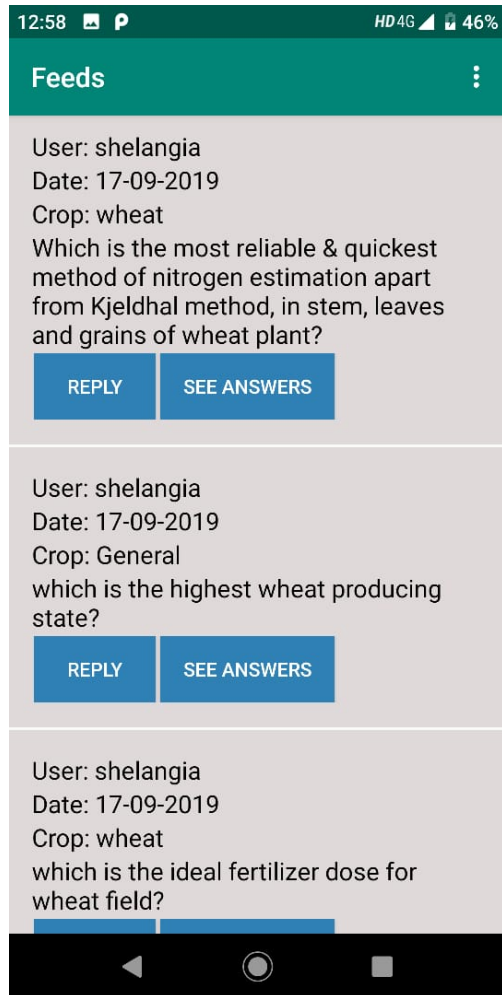 12:58 HD 4G 46%
Feeds
User: shelangia
Date: 17-09-2019
Crop: wheat
Which is the most reliable & quickest
method of nitrogen estimation apart
from Kjeldhal method, in stem, leaves
and grains of wheat plant?
REPLY SEE ANSWERS
User: shelangia
Date: 17-09-2019
Crop: General
which is the highest wheat producing
state?
REPLY SEE ANSWERS
User: shelangia
Date: 17-09-2019
Crop: wheat
which is the ideal fertilizer dose for
wheat field?